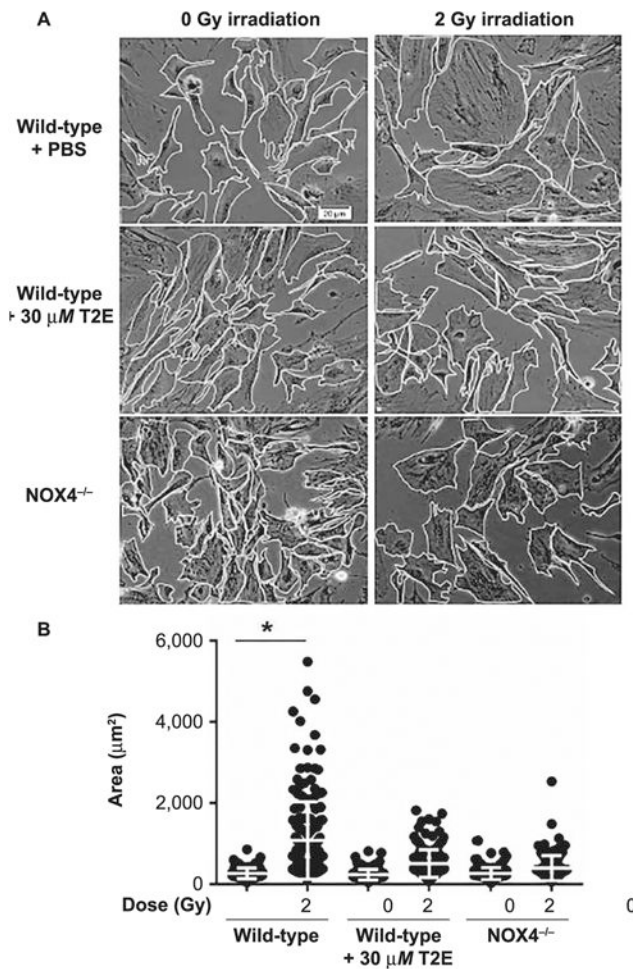 A
0 Gy irradiation
2 Gy irradiation
Wild-type
+ PBS
20 µm
Wild-type
+ 30 µM T2E
NOX4⁻/⁻
B
*
6,000
4,000
2,000
0
Area (µm²)
Dose (Gy)
2
0
2
0
2
0
Wild-type
Wild-type
+ 30 µM T2E
NOX4⁻/⁻